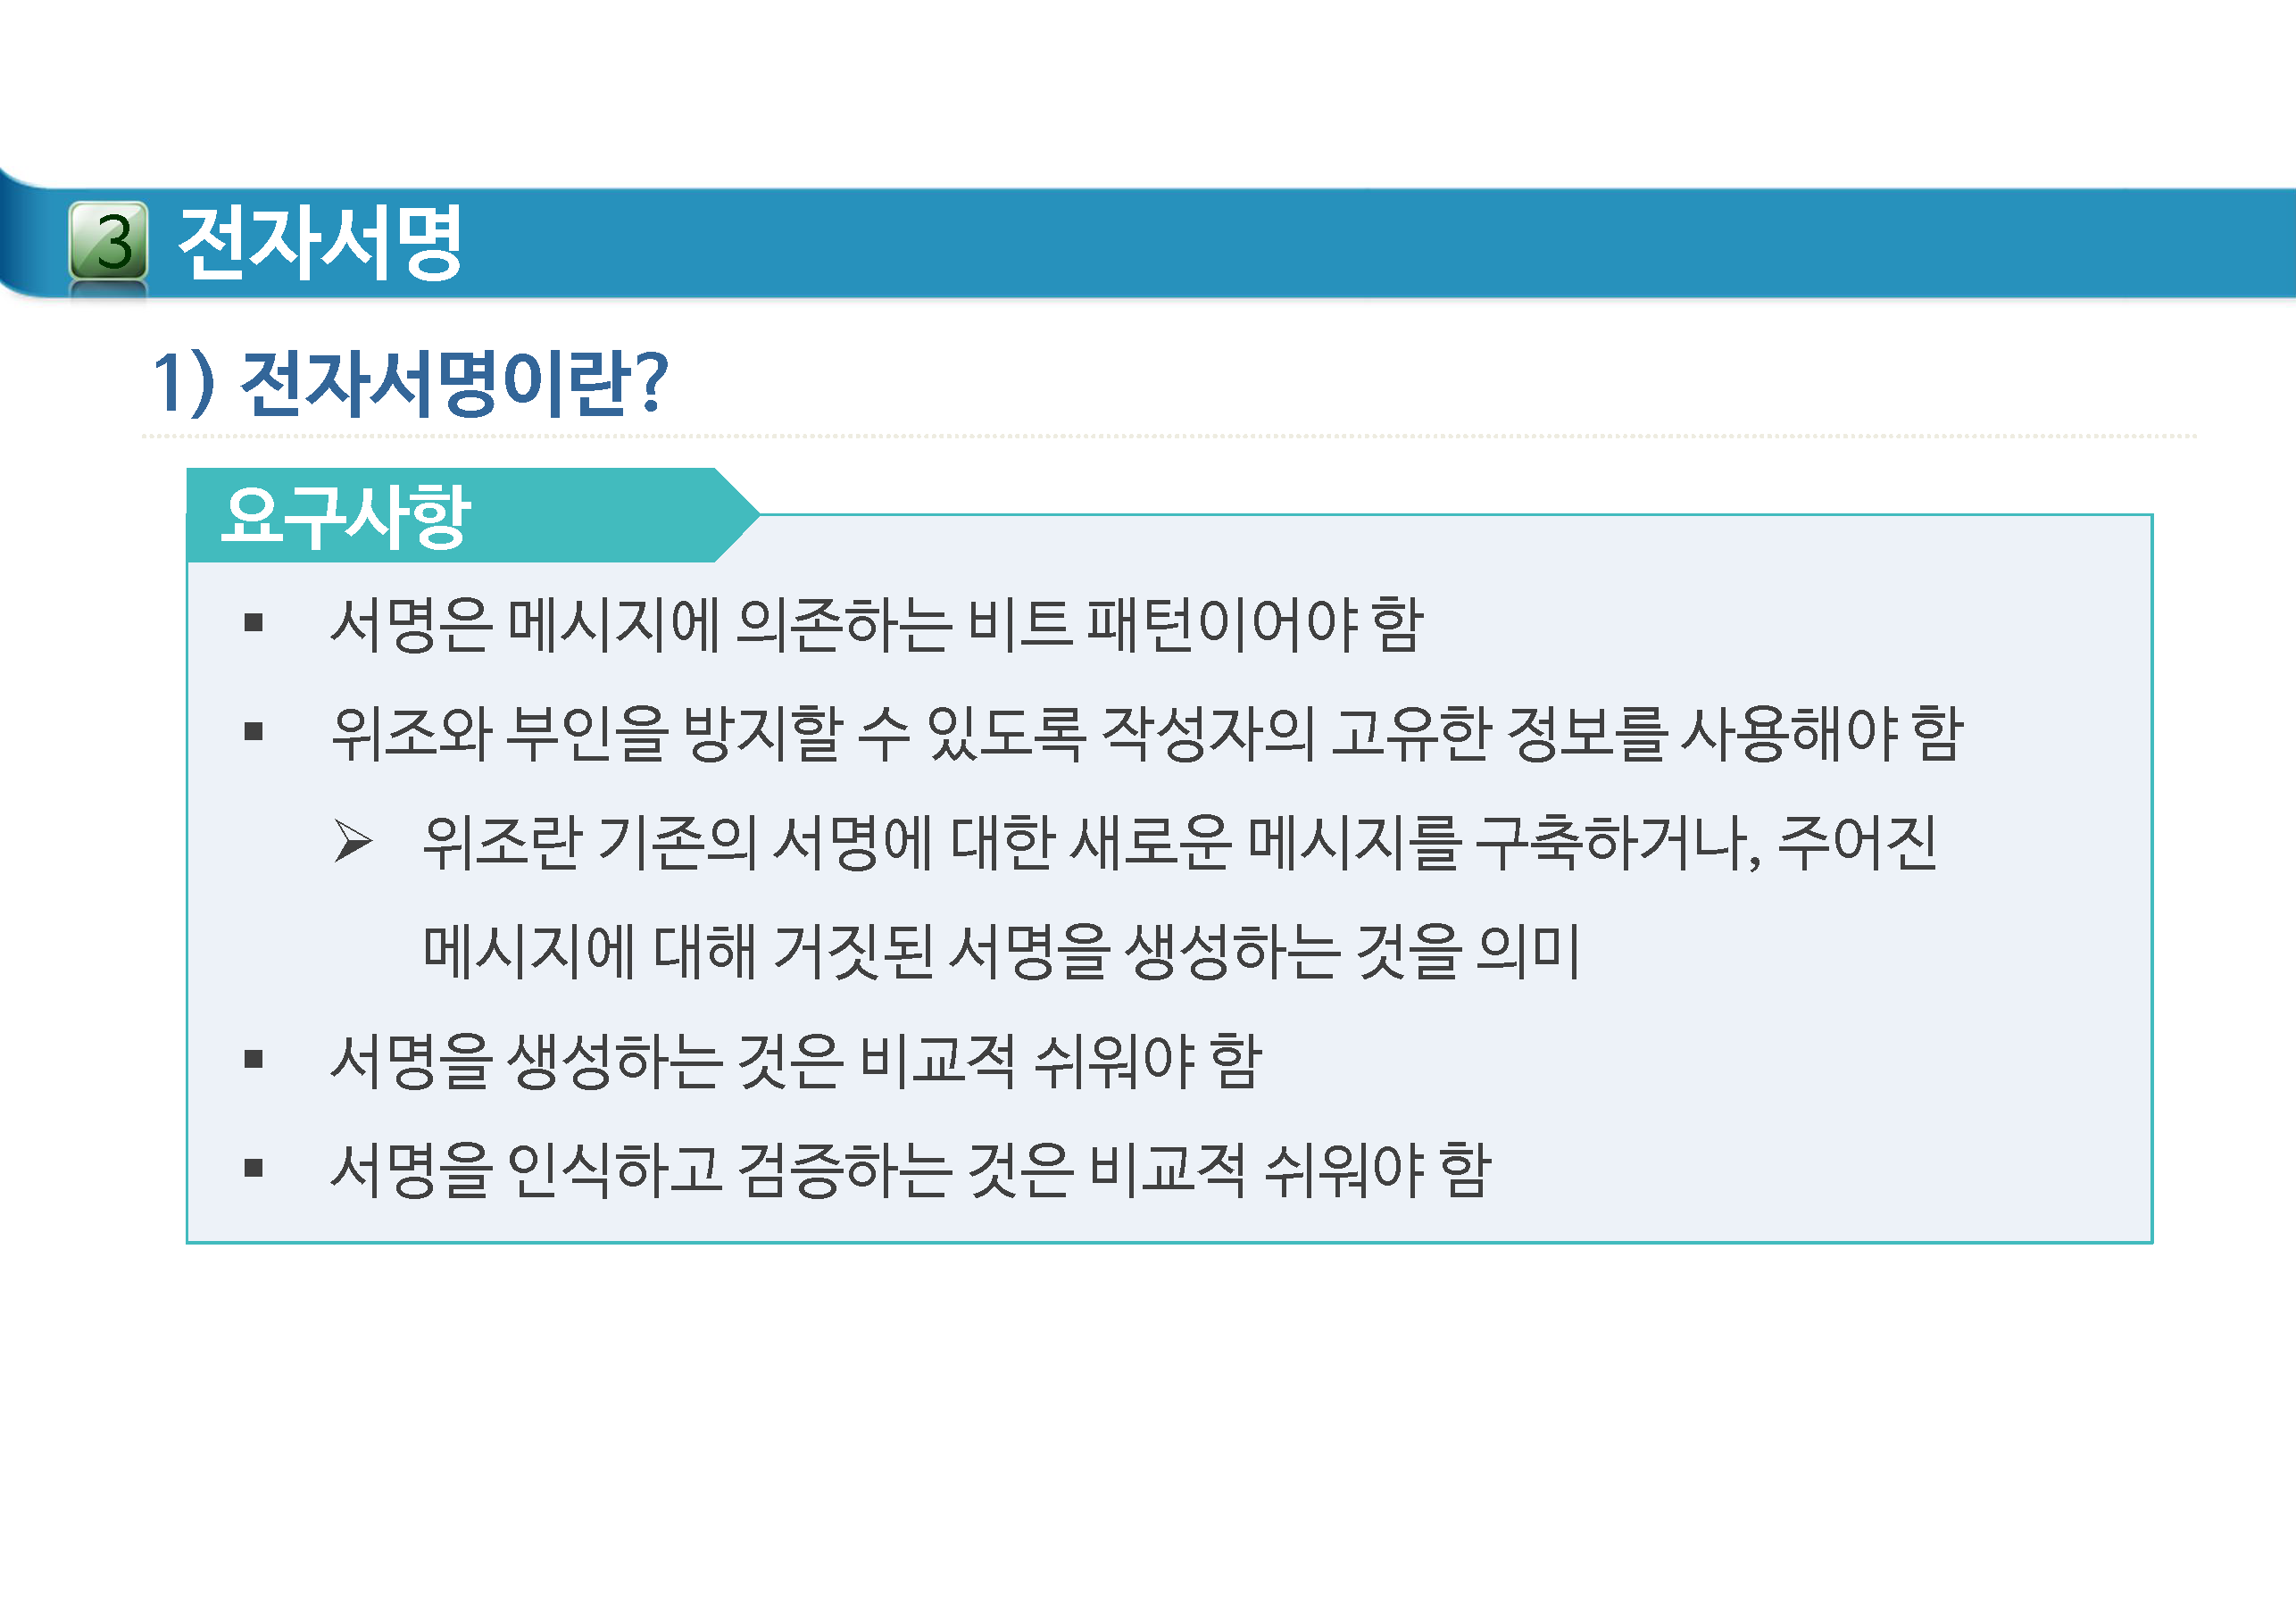 3 전자서명
1) 전자서명이란?
요구사항
▪ 서명은 메시지에 의존하는 비트 패턴이어야 함
▪ 위조와 부인을 방지할 수 있도록 작성자의 고유한 정보를 사용해야 함
➢ 위조란 기존의 서명에 대한 새로운 메시지를 구축하거나, 주어진
메시지에 대해 거짓된 서명을 생성하는 것을 의미
▪ 서명을 생성하는 것은 비교적 쉬워야 함
▪ 서명을 인식하고 검증하는 것은 비교적 쉬워야 함